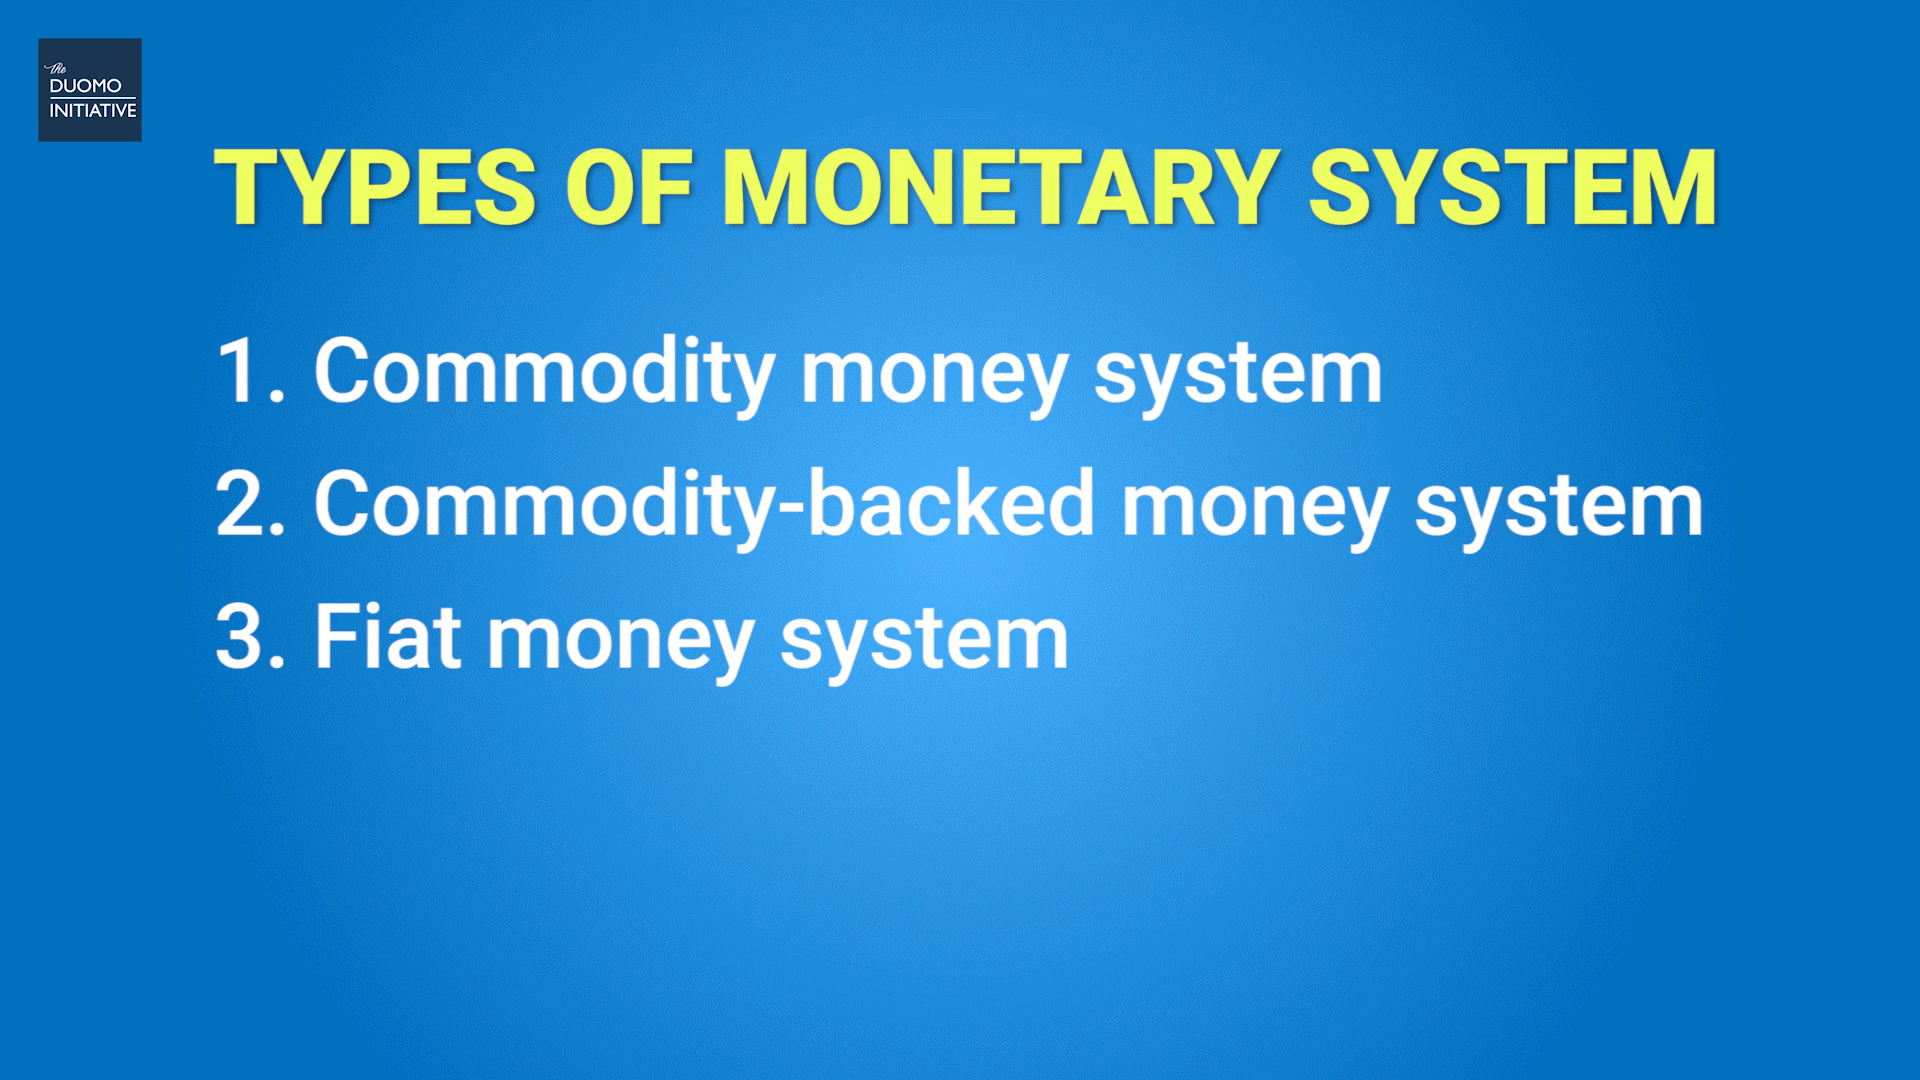 The
DUOMO
INITIATIVE
TYPES OF MONETARY SYSTEM
1. Commodity money system
2. Commodity-backed money system
3. Fiat money system